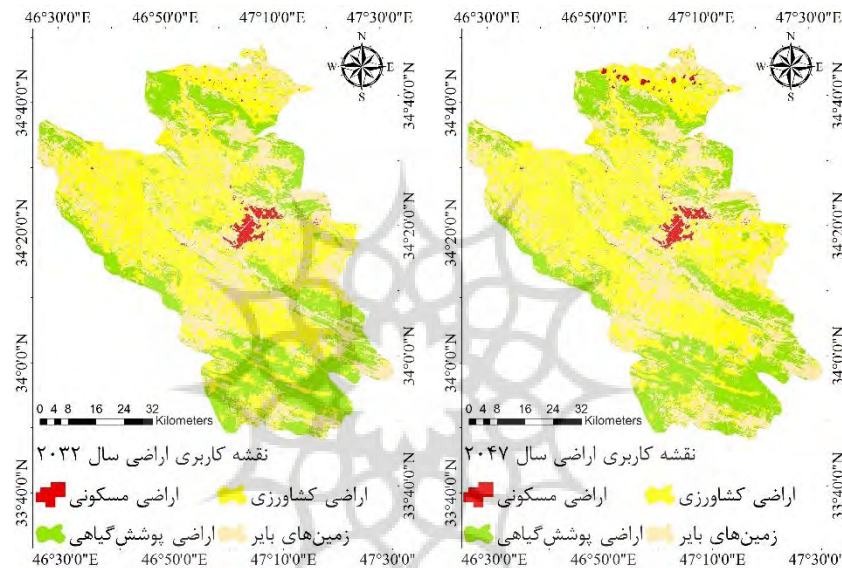 46°30'0"E 46°50'0"E 47°10'0"E 47°30'0"E
46°30'0"E 46°50'0"E 47°10'0"E 47°30'0"E
N
W E
S
N
W E
S
34°40'0"N
34°20'0"N
34°0'0"N
33°40'0"N
34°40'0"N
34°20'0"N
34°0'0"N
33°40'0"N
0 4 8 16 24 32
Kilometers
0 4 8 16 24 32
Kilometers
نقشه کاربری اراضی سال ۲۰۳۲
اراضی مسکونی اراضی کشاورزی
اراضی پوشش‌گیاهی زمین‌های بایر
نقشه کاربری اراضی سال ۲۰۴۷
اراضی مسکونی اراضی کشاورزی
اراضی پوشش‌گیاهی زمین‌های بایر
46°30'0"E 46°50'0"E 47°10'0"E 47°30'0"E
46°30'0"E 46°50'0"E 47°10'0"E 47°30'0"E